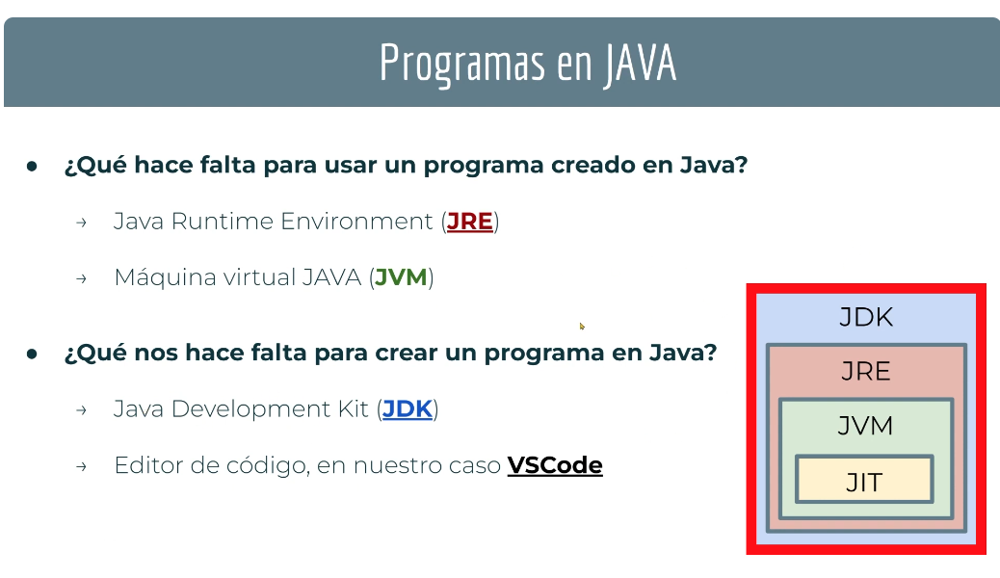 Programas en JAVA
● ¿Qué hace falta para usar un programa creado en Java?
→ Java Runtime Environment (JRE)
→ Máquina virtual JAVA (JVM)
● ¿Qué nos hace falta para crear un programa en Java?
→ Java Development Kit (JDK)
→ Editor de código, en nuestro caso VSCode
JDK
JRE
JVM
JIT